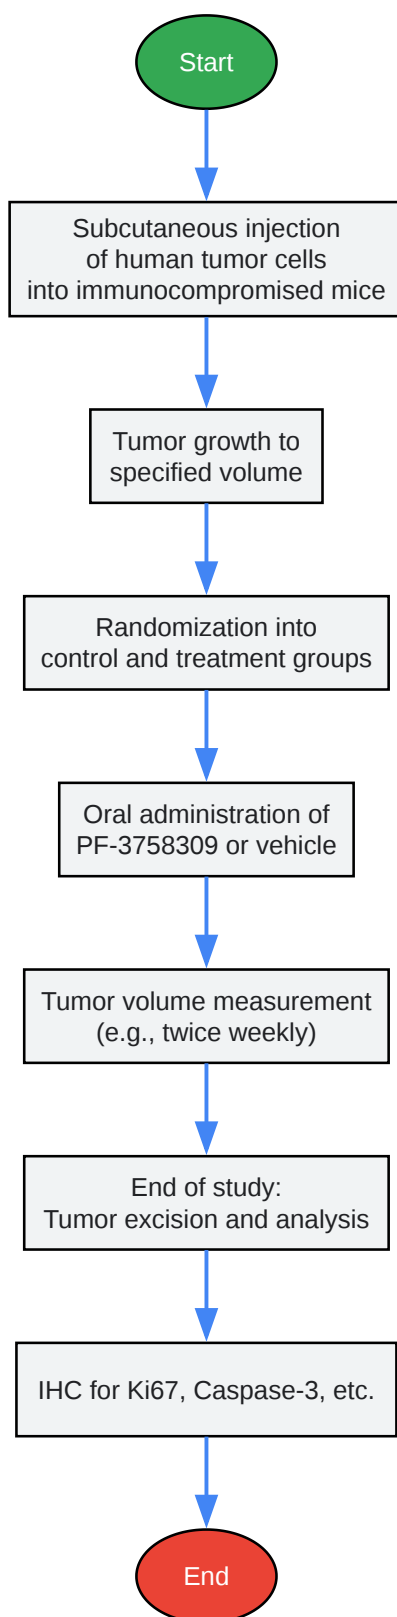 Start
Subcutaneous injection
of human tumor cells
into immunocompromised mice
Tumor growth to
specified volume
Randomization into
control and treatment groups
Oral administration of
PF-3758309 or vehicle
Tumor volume measurement
(e.g., twice weekly)
End of study:
Tumor excision and analysis
IHC for Ki67, Caspase-3, etc.
End